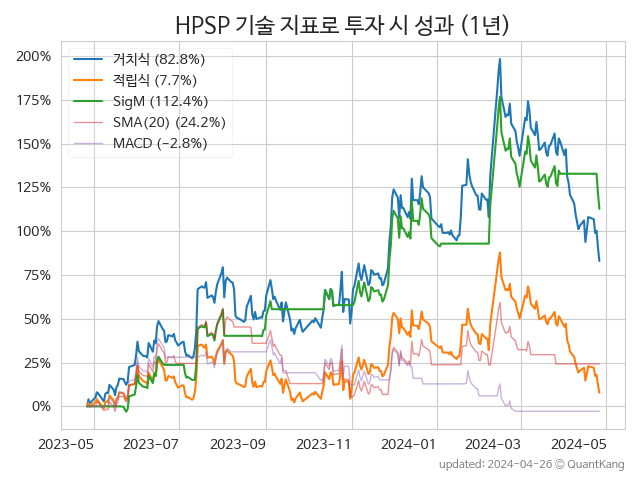 HPSP 기술 지표로 투자 시 성과 (1년)
거치식 (82.8%)
적립식 (7.7%)
SigM (112.4%)
SMA(20) (24.2%)
MACD (−2.8%)
200%
175%
150%
125%
100%
75%
50%
25%
0%
2023−05 2023−07 2023−09 2023−11 2024−01 2024−03 2024−05
updated: 2024−04−26 © QuantKang